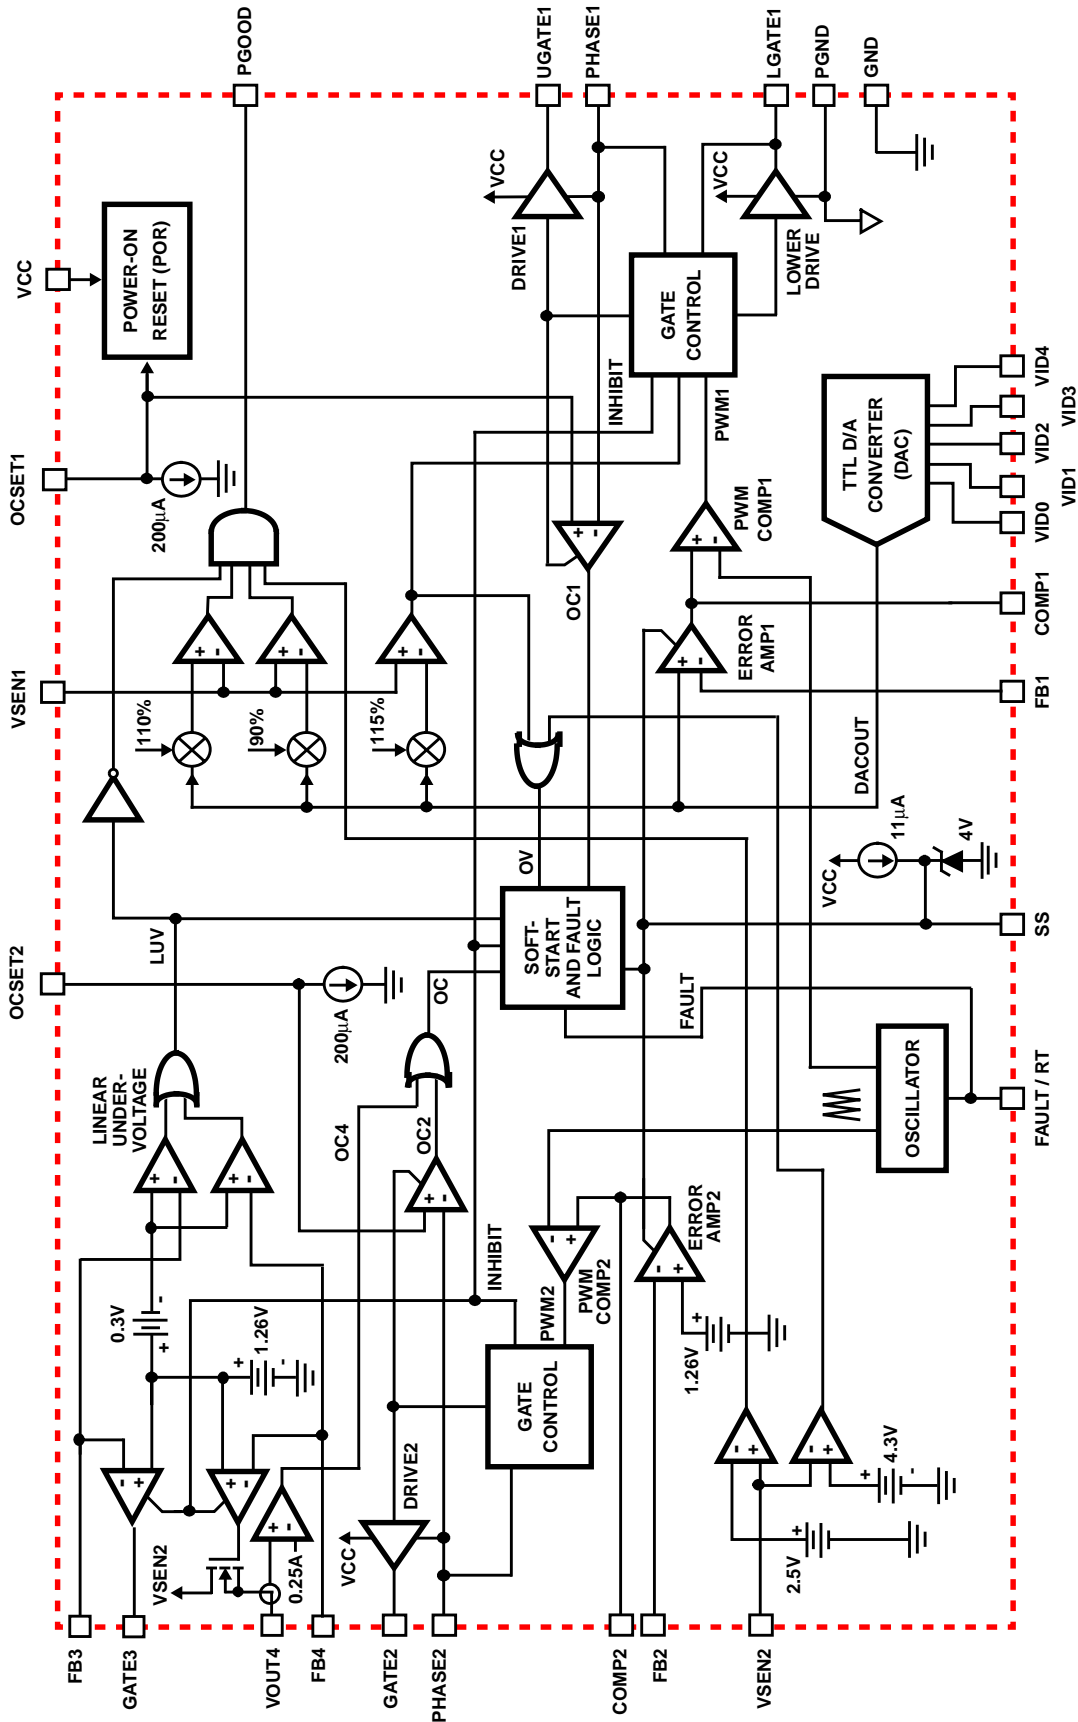 OCSET2
VSEN1
OCSET1
VCC
FB3
LINEAR
UNDER-
VOLTAGE
LUV
POWER-ON
RESET (POR)
0.3V
+
-
GATE3
-
+
+
-
110%
+
-
200µA
PGOOD
VSEN2
+
-
1.26V
+
-
90%
+
-
VOUT4
+
-
0.25A
-
+
FB4
OC4
200µA
115%
+
-
VCC
GATE2
DRIVE2
OC2
+
-
OC
PHASE2
INHIBIT
VCC
UGATE1
DRIVE1
GATE
CONTROL
PWM2
-
+
PWM
COMP2
SOFT-
START
AND FAULT
LOGIC
OV
OC1
+
-
INHIBIT
PHASE1
COMP2
FB2
-
+
ERROR
AMP2
1.26V
+
FAULT
+
-
ERROR
AMP1
+
-
PWM
COMP1
PWM1
GATE
CONTROL
VCC
LGATE1
LOWER
DRIVE
VSEN2
-
+
-
+
2.5V
+
4.3V
+
-
OSCILLATOR
VCC
11µA
4V
DACOUT
TTL D/A
CONVERTER
(DAC)
PGND
GND
FAULT / RT
SS
FB1
COMP1
VID0
VID1
VID2
VID3
VID4